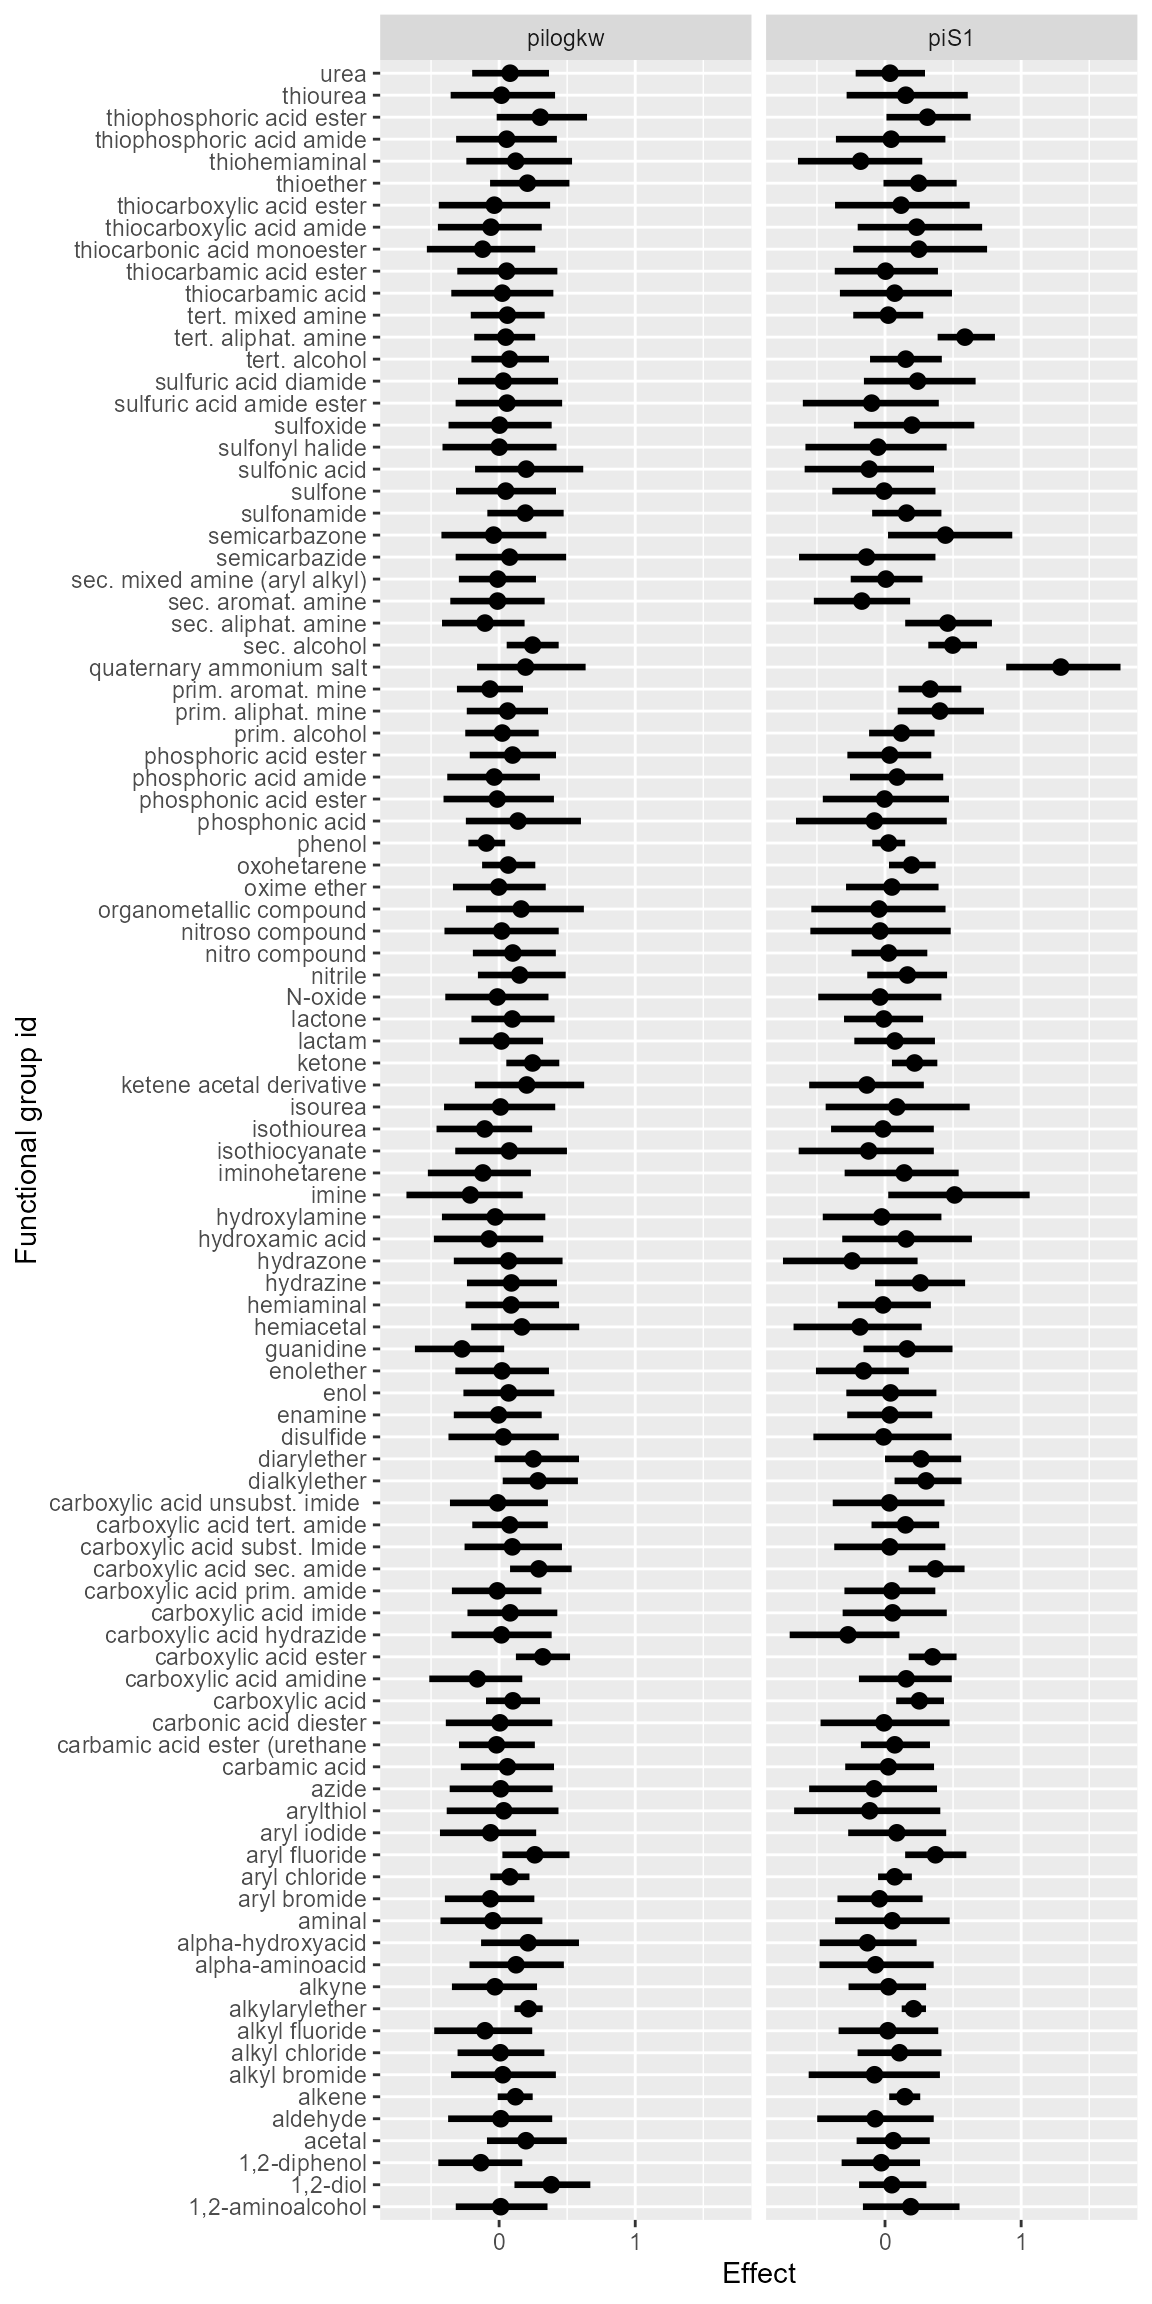 pilogkw
piS1
urea
thiourea
thiophosphoric acid ester
thiophosphoric acid amide
thiohemiaminal
thioether
thiocarboxylic acid ester
thiocarboxylic acid amide
thiocarbonic acid monoester
thiocarbamic acid ester
thiocarbamic acid
tert. mixed amine
tert. aliphat. amine
tert. alcohol
sulfuric acid diamide
sulfuric acid amide ester
sulfoxide
sulfonyl halide
sulfonic acid
sulfone
sulfonamide
semicarbazone
semicarbazide
sec. mixed amine (aryl alkyl)
sec. aromat. amine
sec. aliphat. amine
sec. alcohol
quaternary ammonium salt
prim. aromat. mine
prim. aliphat. mine
prim. alcohol
phosphoric acid ester
phosphoric acid amide
phosphonic acid ester
phosphonic acid
phenol
oxohetarene
oxime ether
organometallic compound
nitroso compound
nitro compound
nitrile
N-oxide
lactone
lactam
ketone
ketene acetal derivative
isourea
isothiourea
isothiocyanate
iminohetarene
imine
hydroxylamine
hydroxamic acid
hydrazone
hydrazine
hemiaminal
hemiacetal
guanidine
enolether
enol
enamine
disulfide
diarylether
dialkylether
carboxylic acid unsubst. imide
carboxylic acid tert. amide
carboxylic acid subst. Imide
carboxylic acid sec. amide
carboxylic acid prim. amide
carboxylic acid imide
carboxylic acid hydrazide
carboxylic acid ester
carboxylic acid amidine
carboxylic acid
carbonic acid diester
carbamic acid ester (urethane
carbamic acid
azide
arylthiol
aryl iodide
aryl fluoride
aryl chloride
aryl bromide
aminal
alpha-hydroxyacid
alpha-aminoacid
alkyne
alkylarylether
alkyl fluoride
alkyl chloride
alkyl bromide
alkene
aldehyde
acetal
1,2-diphenol
1,2-diol
1,2-aminoalcohol
Functional group id
0 1
0 1
Effect